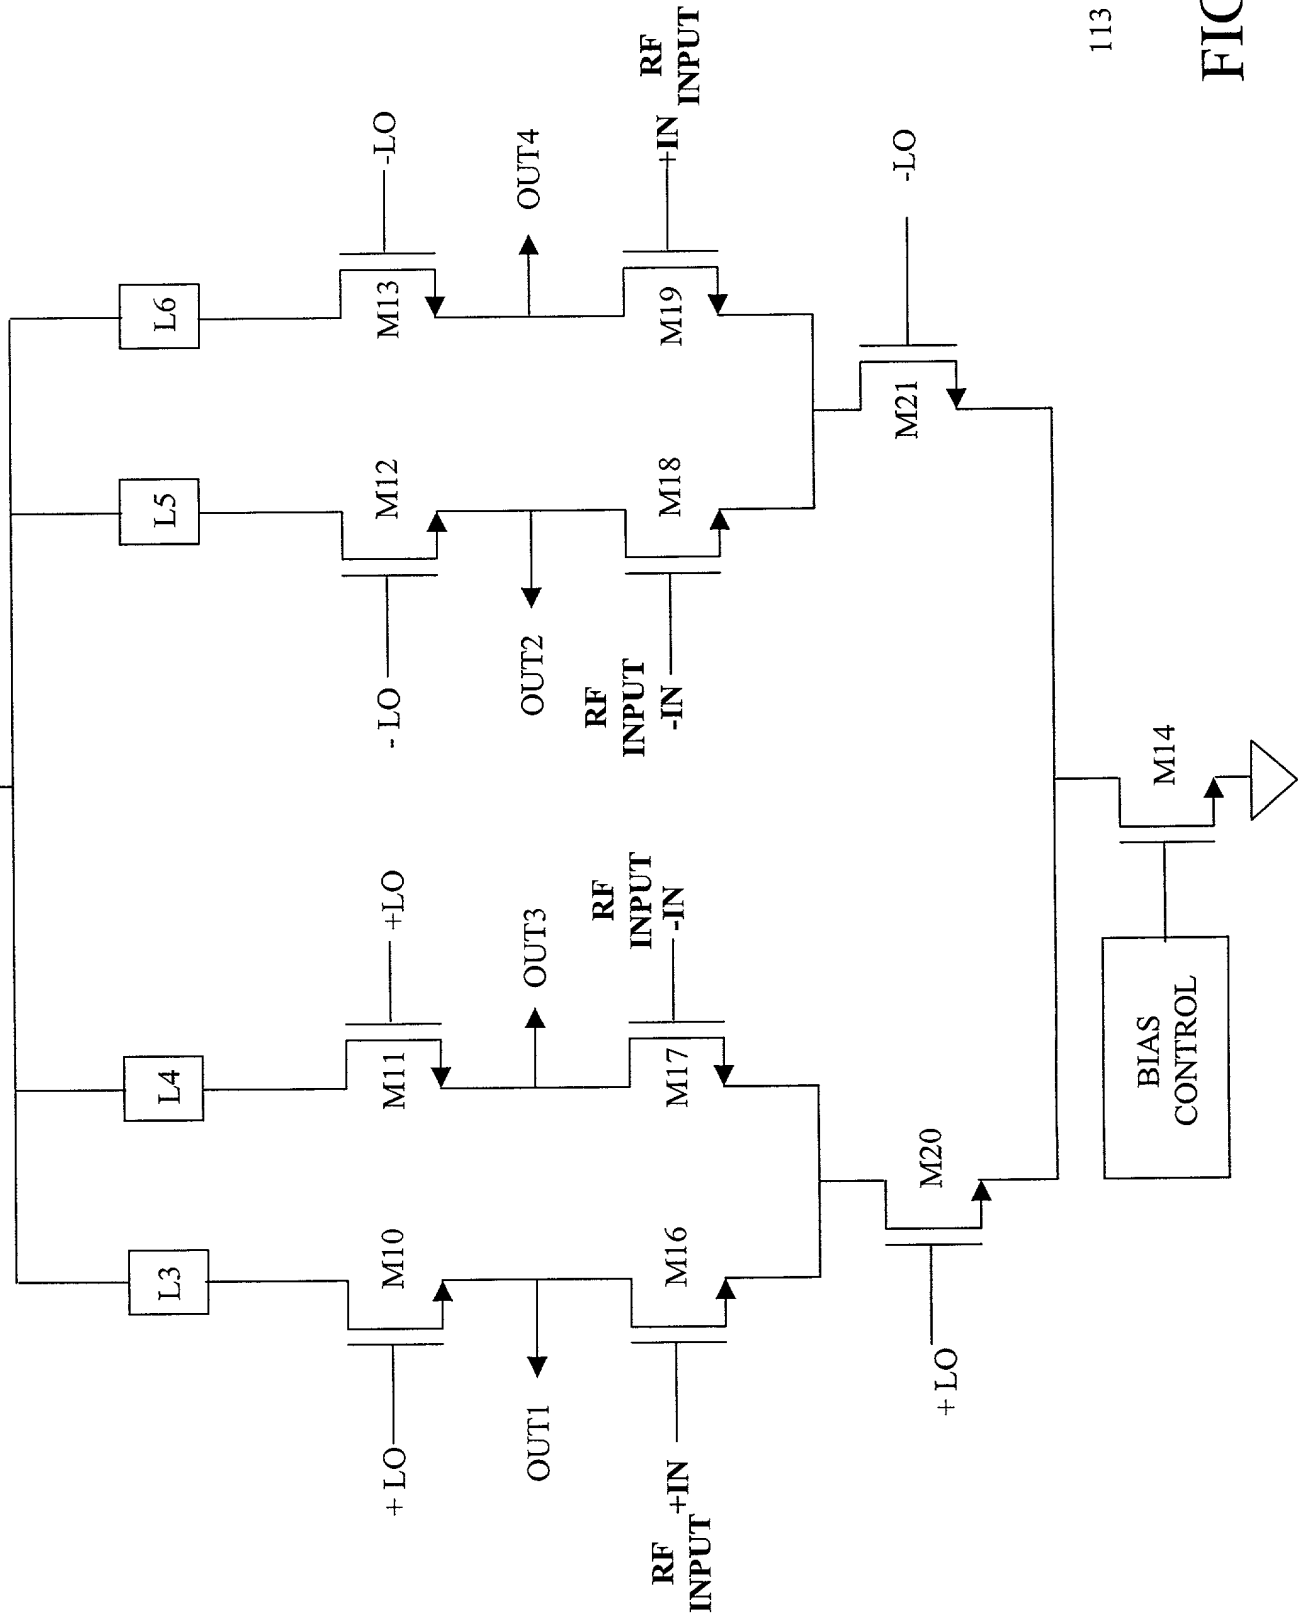 L3
L4
L5
L6
+ LO
M10
M11
+LO
- LO
M12
M13
-LO
OUT1
OUT3
OUT2
OUT4
RF
INPUT
+IN
M16
M17
RF
INPUT
-IN
RF
INPUT
-IN
M18
M19
+IN
RF
INPUT
+ LO
M20
M21
-LO
BIAS
CONTROL
M14
113